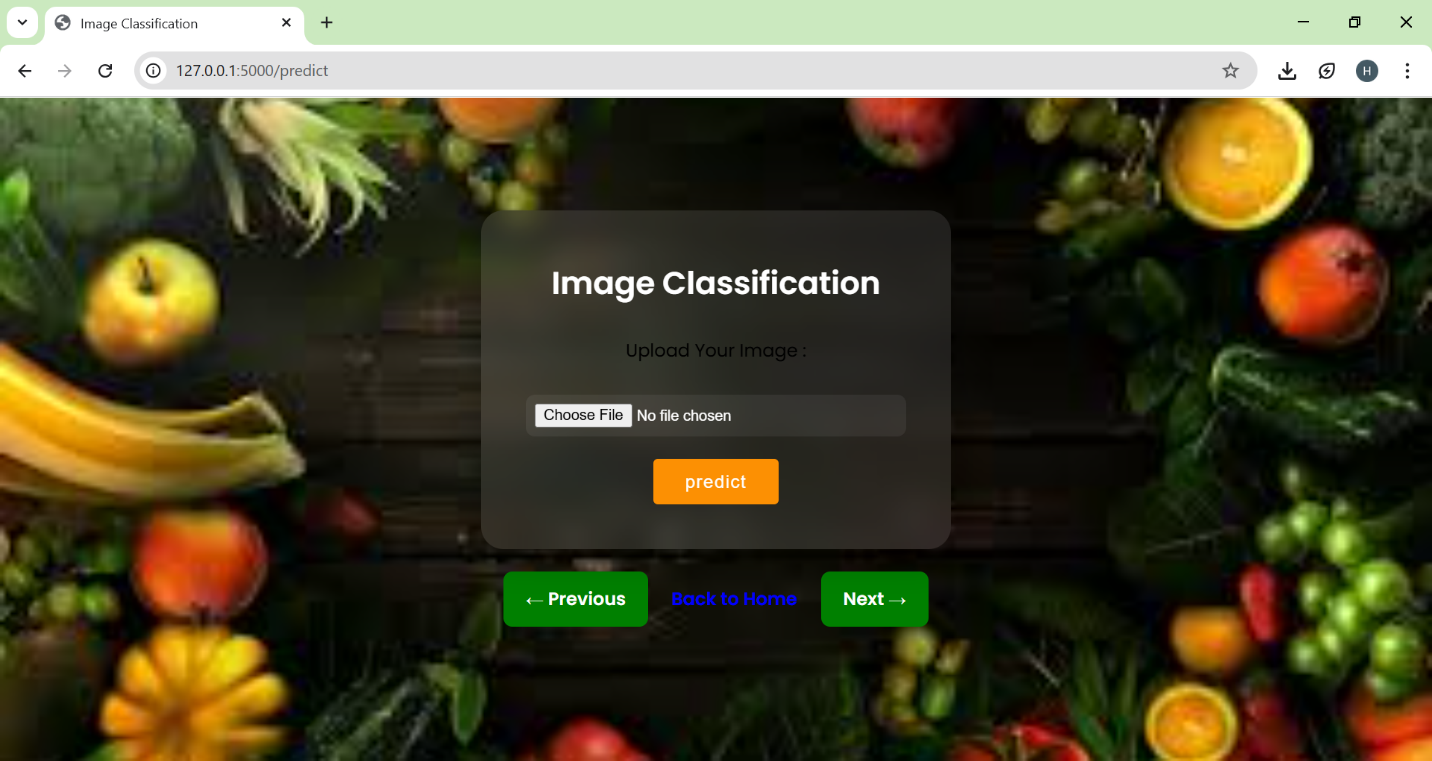 Image Classification
127.0.0.1:5000/predict
H
Image Classification
Upload Your Image :
Choose File No file chosen
predict
← Previous Back to Home Next →